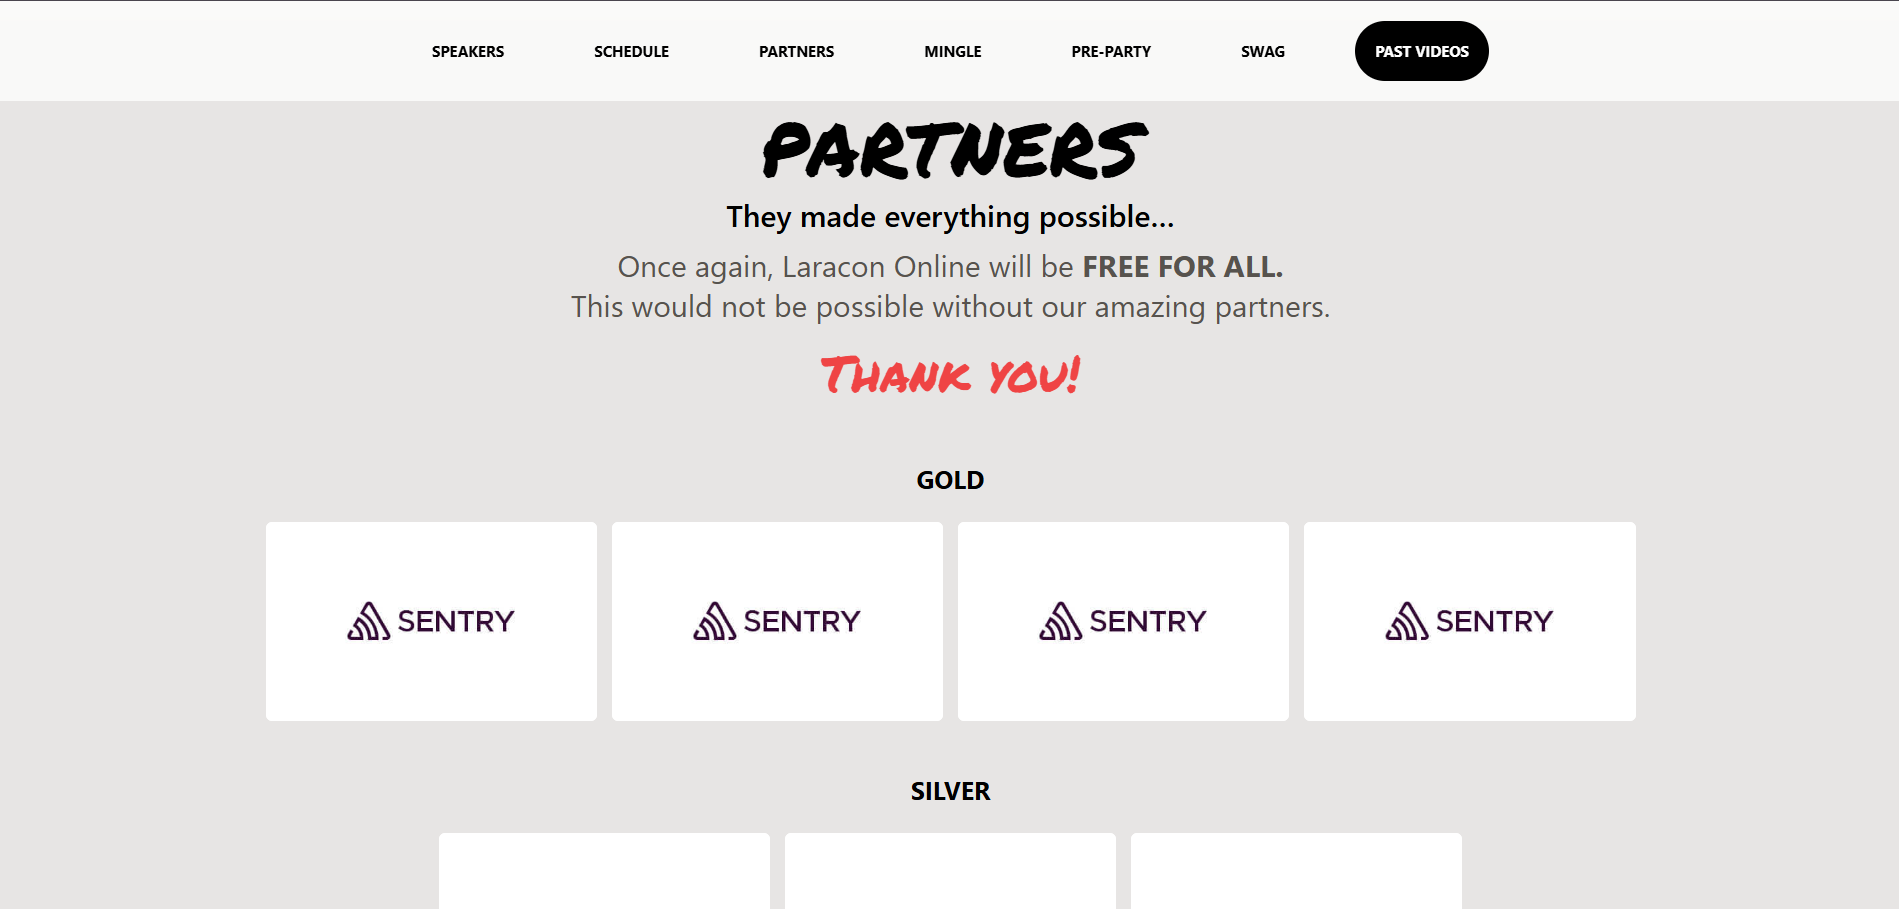 SPEAKERS SCHEDULE PARTNERS MINGLE PRE-PARTY SWAG PAST VIDEOS
PARTNERS
They made everything possible...
Once again, Laracon Online will be FREE FOR ALL.
This would not be possible without our amazing partners.
THANK YOU!
GOLD
SENTRY SENTRY SENTRY SENTRY
SILVER